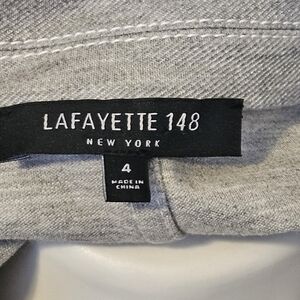 LAFAYETTE 148
NEW YORK
4
MADE IN
CHINA